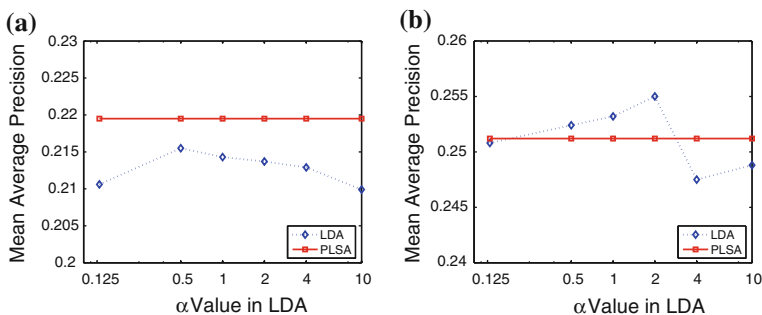 (a)
0.23
0.225
0.22
0.215
0.21
0.205
0.2
Mean Average Precision
LDA
PLSA
0.125 0.5 1 2 4 10
αValue in LDA
(b)
0.26
0.255
0.25
0.245
0.24
Mean Average Precision
LDA
PLSA
0.125 0.5 1 2 4 10
αValue in LDA